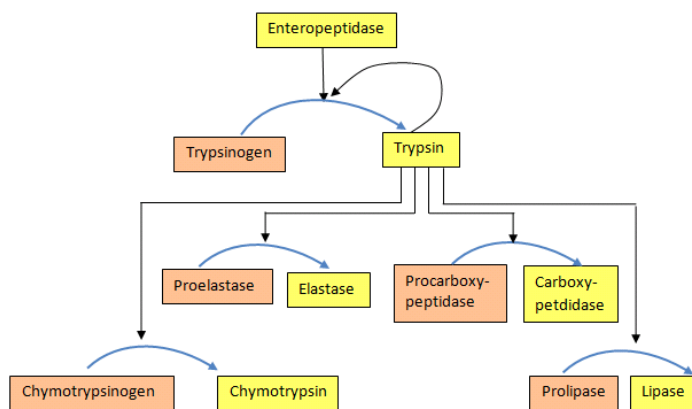 Enteropeptidase
Trypsinogen
Trypsin
Proelastase
Elastase
Procarboxy-
peptidase
Carboxy-
petdidase
Chymotrypsinogen
Chymotrypsin
Prolipase
Lipase